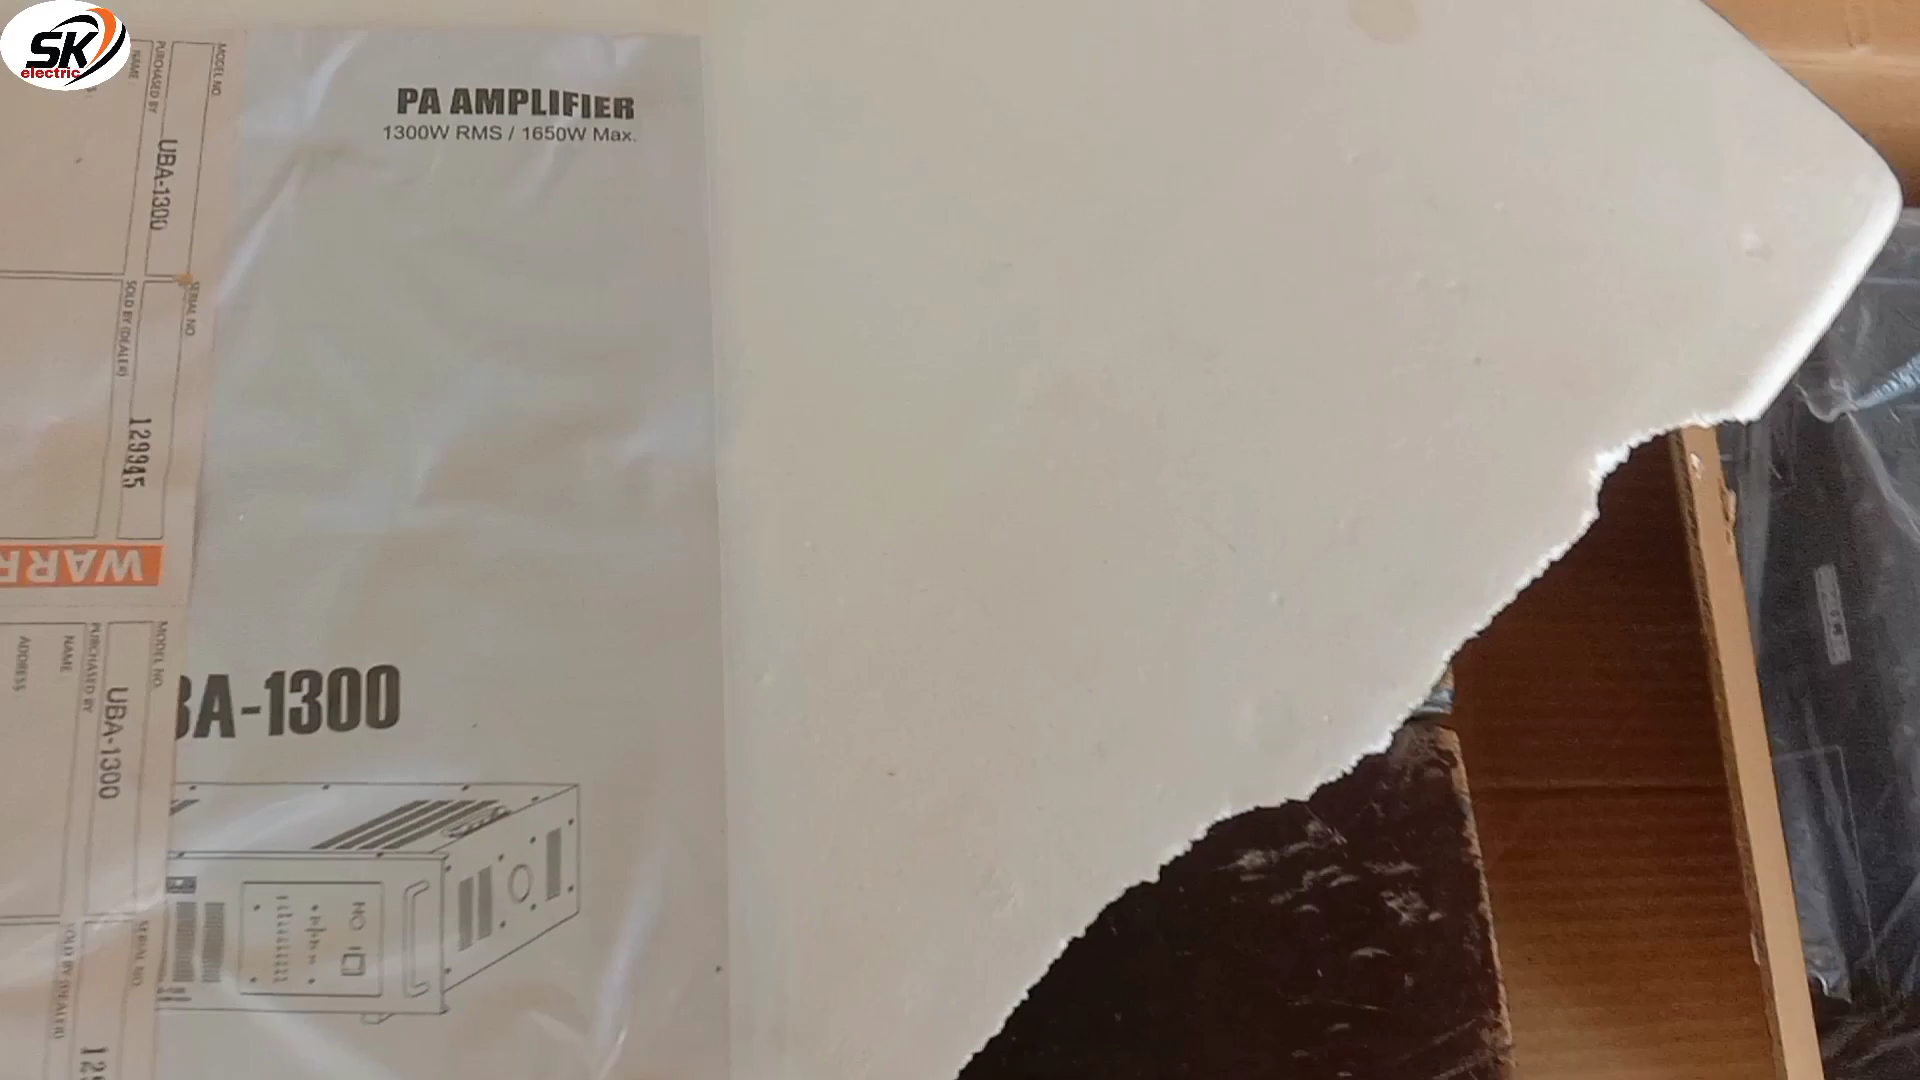 SK
electric
PA AMPLIFIER
1300W RMS / 1650W Max.
BA-1300
MODEL NO.
UBA-1300
PURCHASED BY
NAME
SERIAL NO.
129945
SOLD BY (DEALER)
WARR
MODEL NO.
UBA-1300
PURCHASED BY
NAME
ADDRESS
SERIAL NO.
SOLD BY (DEALER)